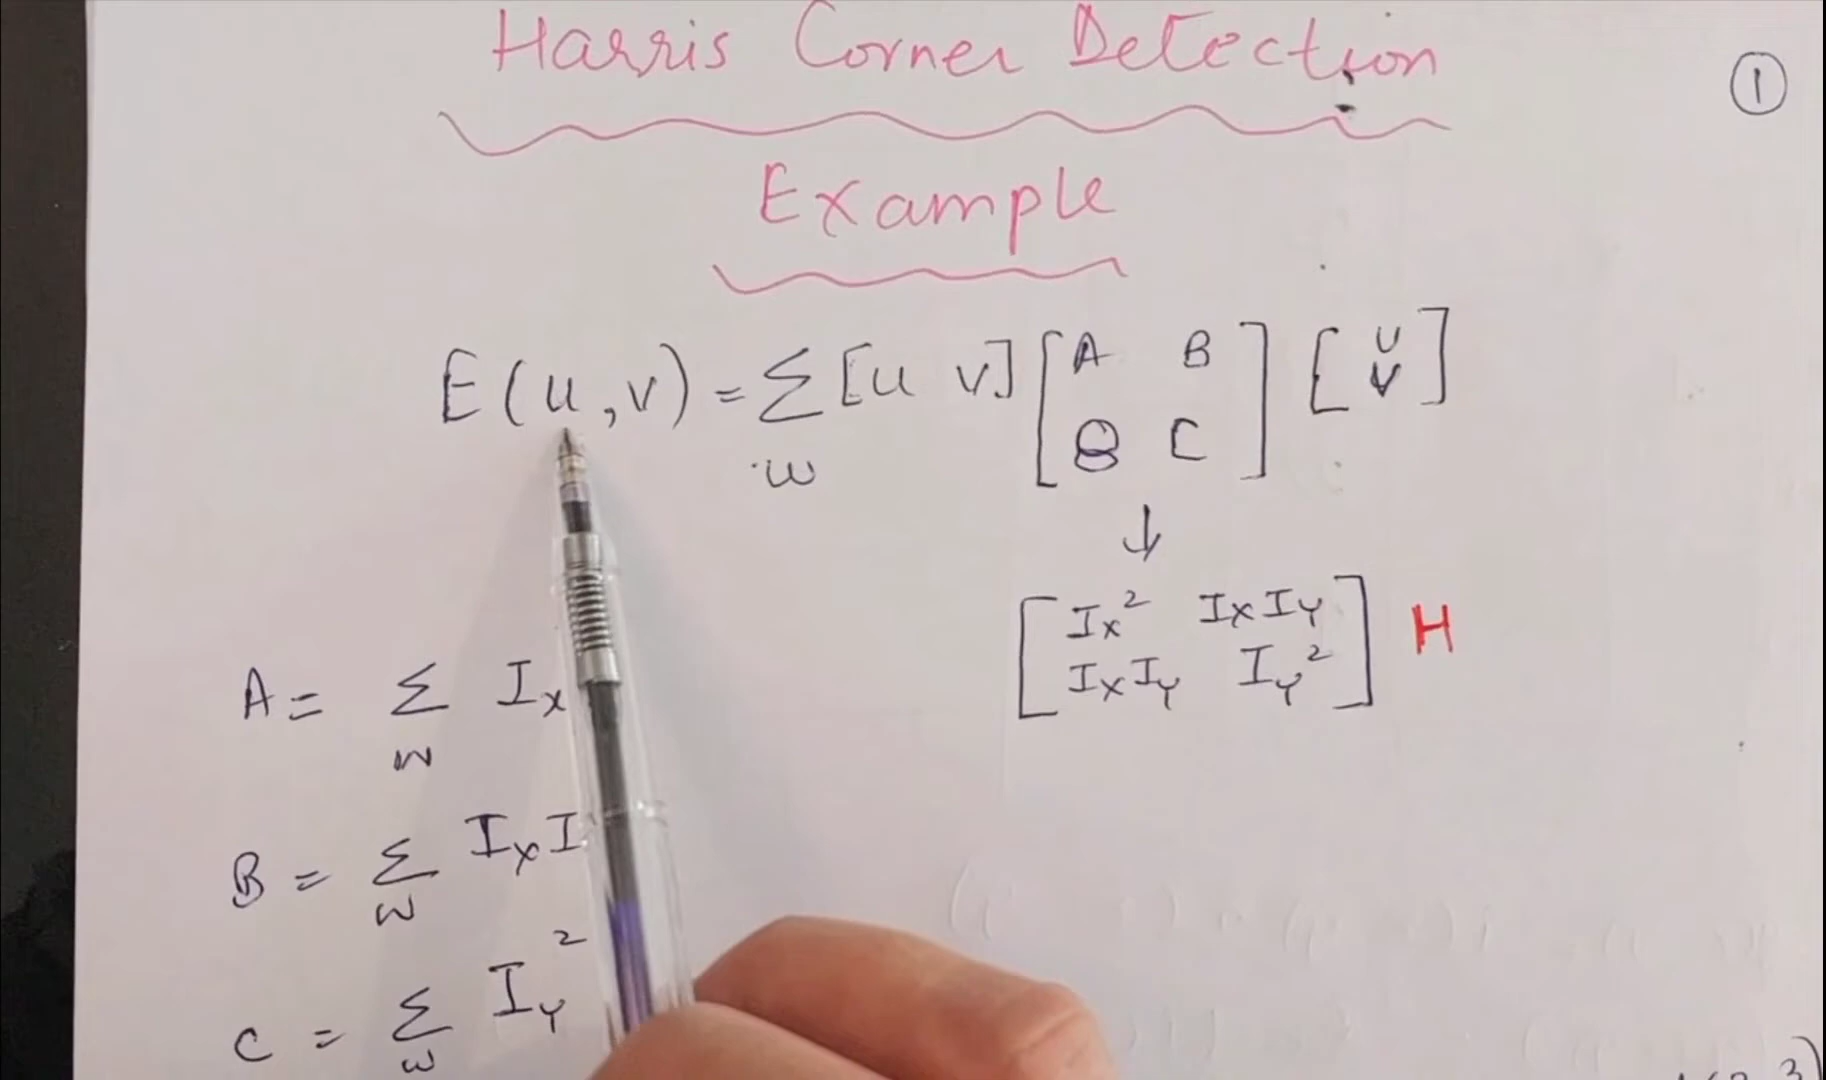 Harris Corner Detection
①
Example
E(u,v) = Σ [u v] [A B] [u]
w [B C] [v]
↓
[Ix² IxIy] H
[IxIy Iy²]
A = Σ Ix
w
B = Σ IxI
w
C = Σ Iy²
w